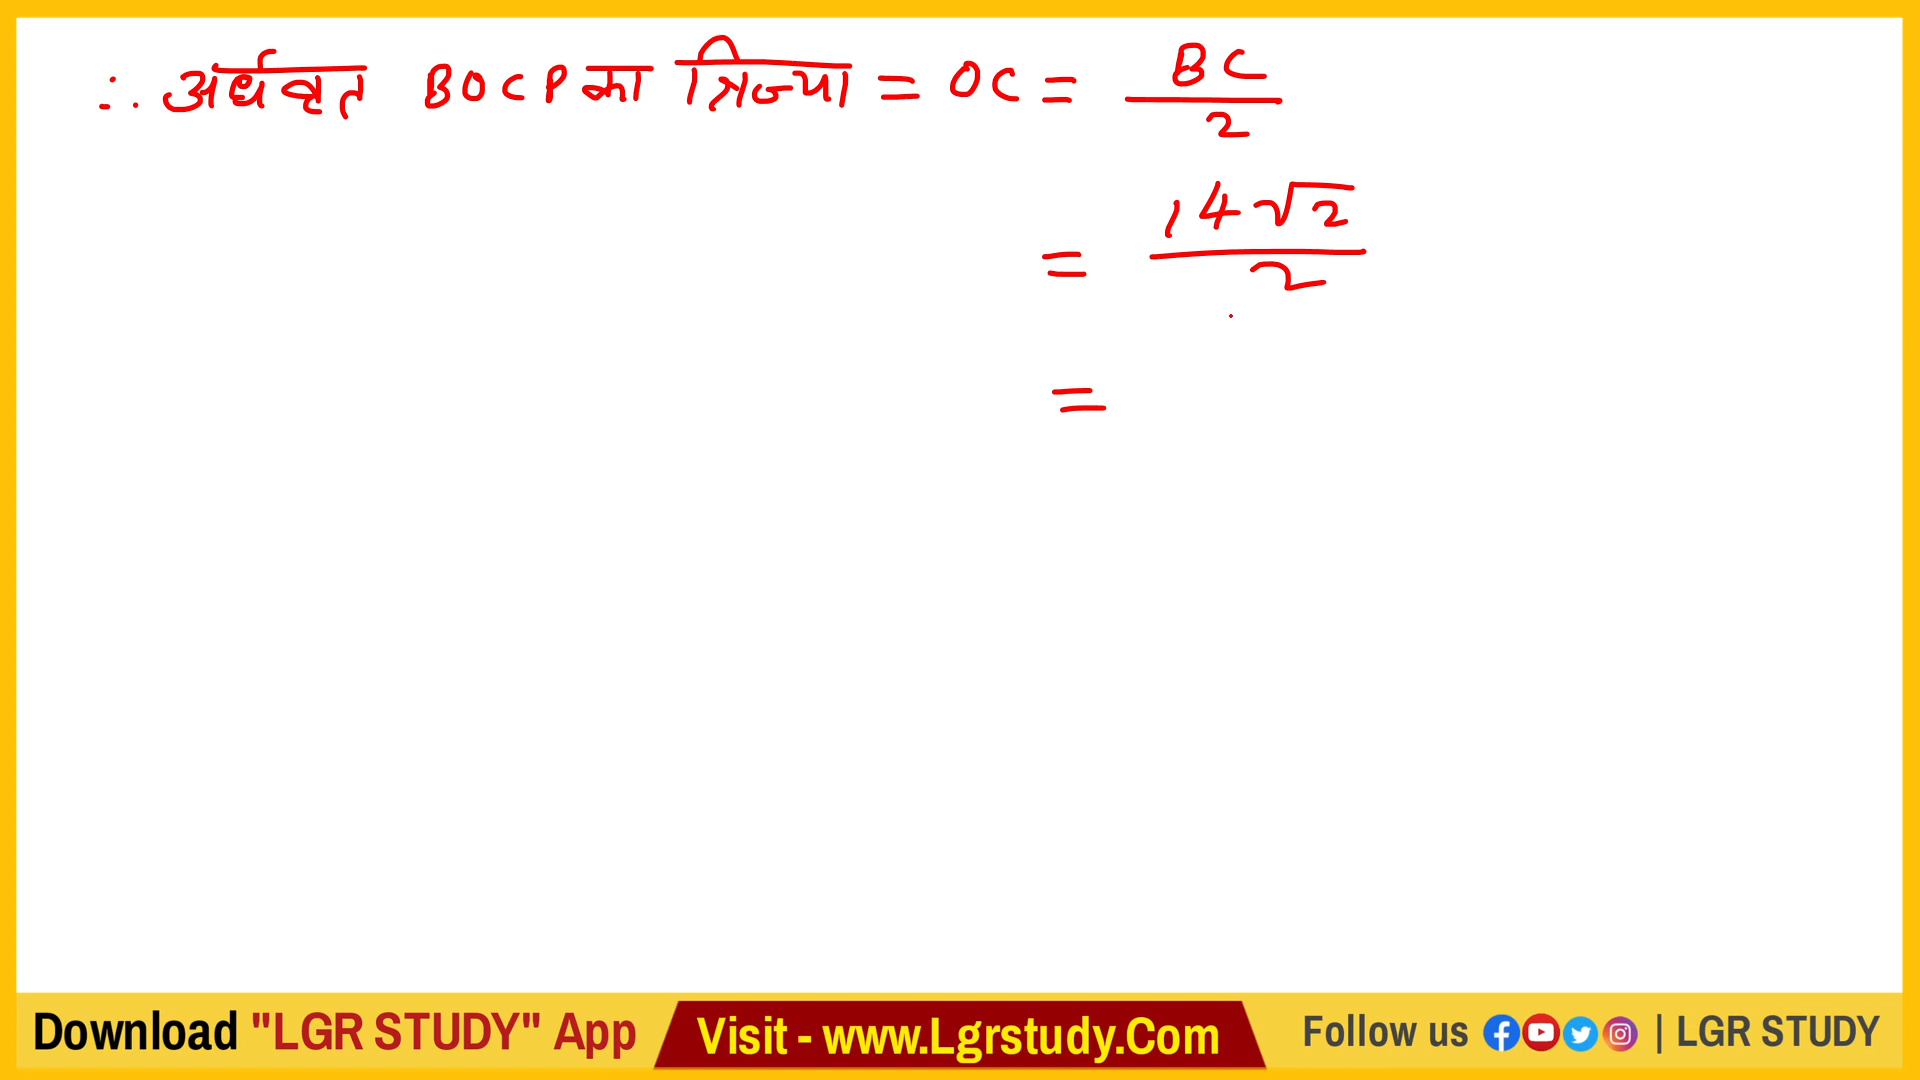 ∴ अर्धवृत BOCP का त्रिज्या = OC = BC/2
= 14√2/2
=
Download "LGR STUDY" App Visit - www.Lgrstudy.Com Follow us | LGR STUDY